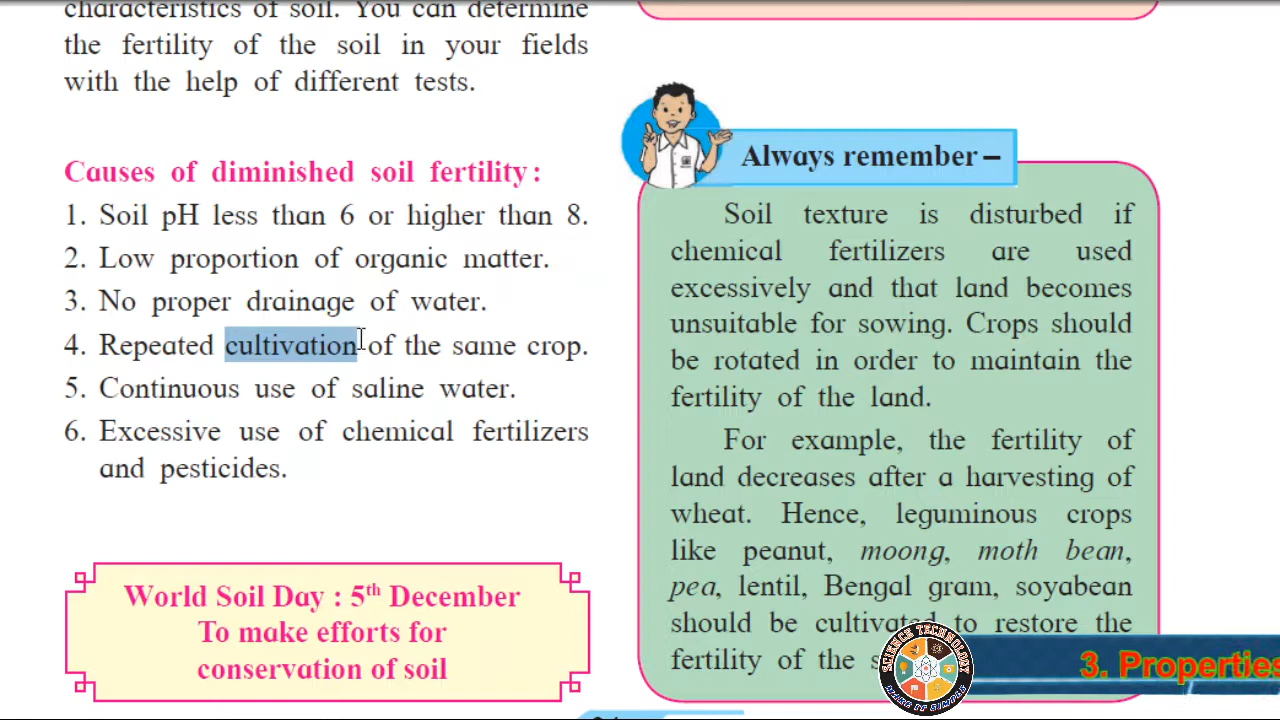 characteristics of soil. You can determine
the fertility of the soil in your fields
with the help of different tests.
Causes of diminished soil fertility :
1. Soil pH less than 6 or higher than 8.
2. Low proportion of organic matter.
3. No proper drainage of water.
4. Repeated cultivation of the same crop.
5. Continuous use of saline water.
6. Excessive use of chemical fertilizers
and pesticides.
World Soil Day : 5th December
To make efforts for
conservation of soil
Always remember –
Soil texture is disturbed if
chemical fertilizers are used
excessively and that land becomes
unsuitable for sowing. Crops should
be rotated in order to maintain the
fertility of the land.
For example, the fertility of
land decreases after a harvesting of
wheat. Hence, leguminous crops
like peanut, moong, moth bean,
pea, lentil, Bengal gram, soyabean
should be cultivated to restore the
fertility of the
SCIENCE TECHNOLOGY
MADE BY SIMPLE
3. Properties